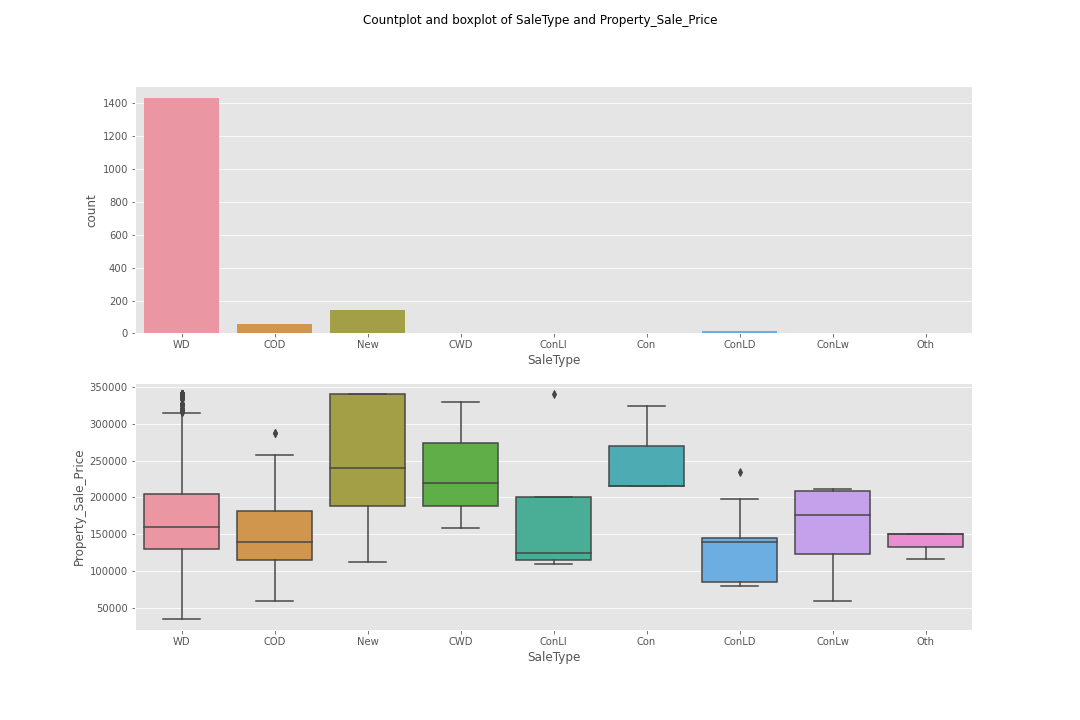 Countplot and boxplot of SaleType and Property_Sale_Price
1400
1200
1000
800
600
400
200
0
count
WD COD New CWD ConLI Con ConLD ConLw Oth
SaleType
350000
300000
250000
200000
150000
100000
50000
Property_Sale_Price
WD COD New CWD ConLI Con ConLD ConLw Oth
SaleType